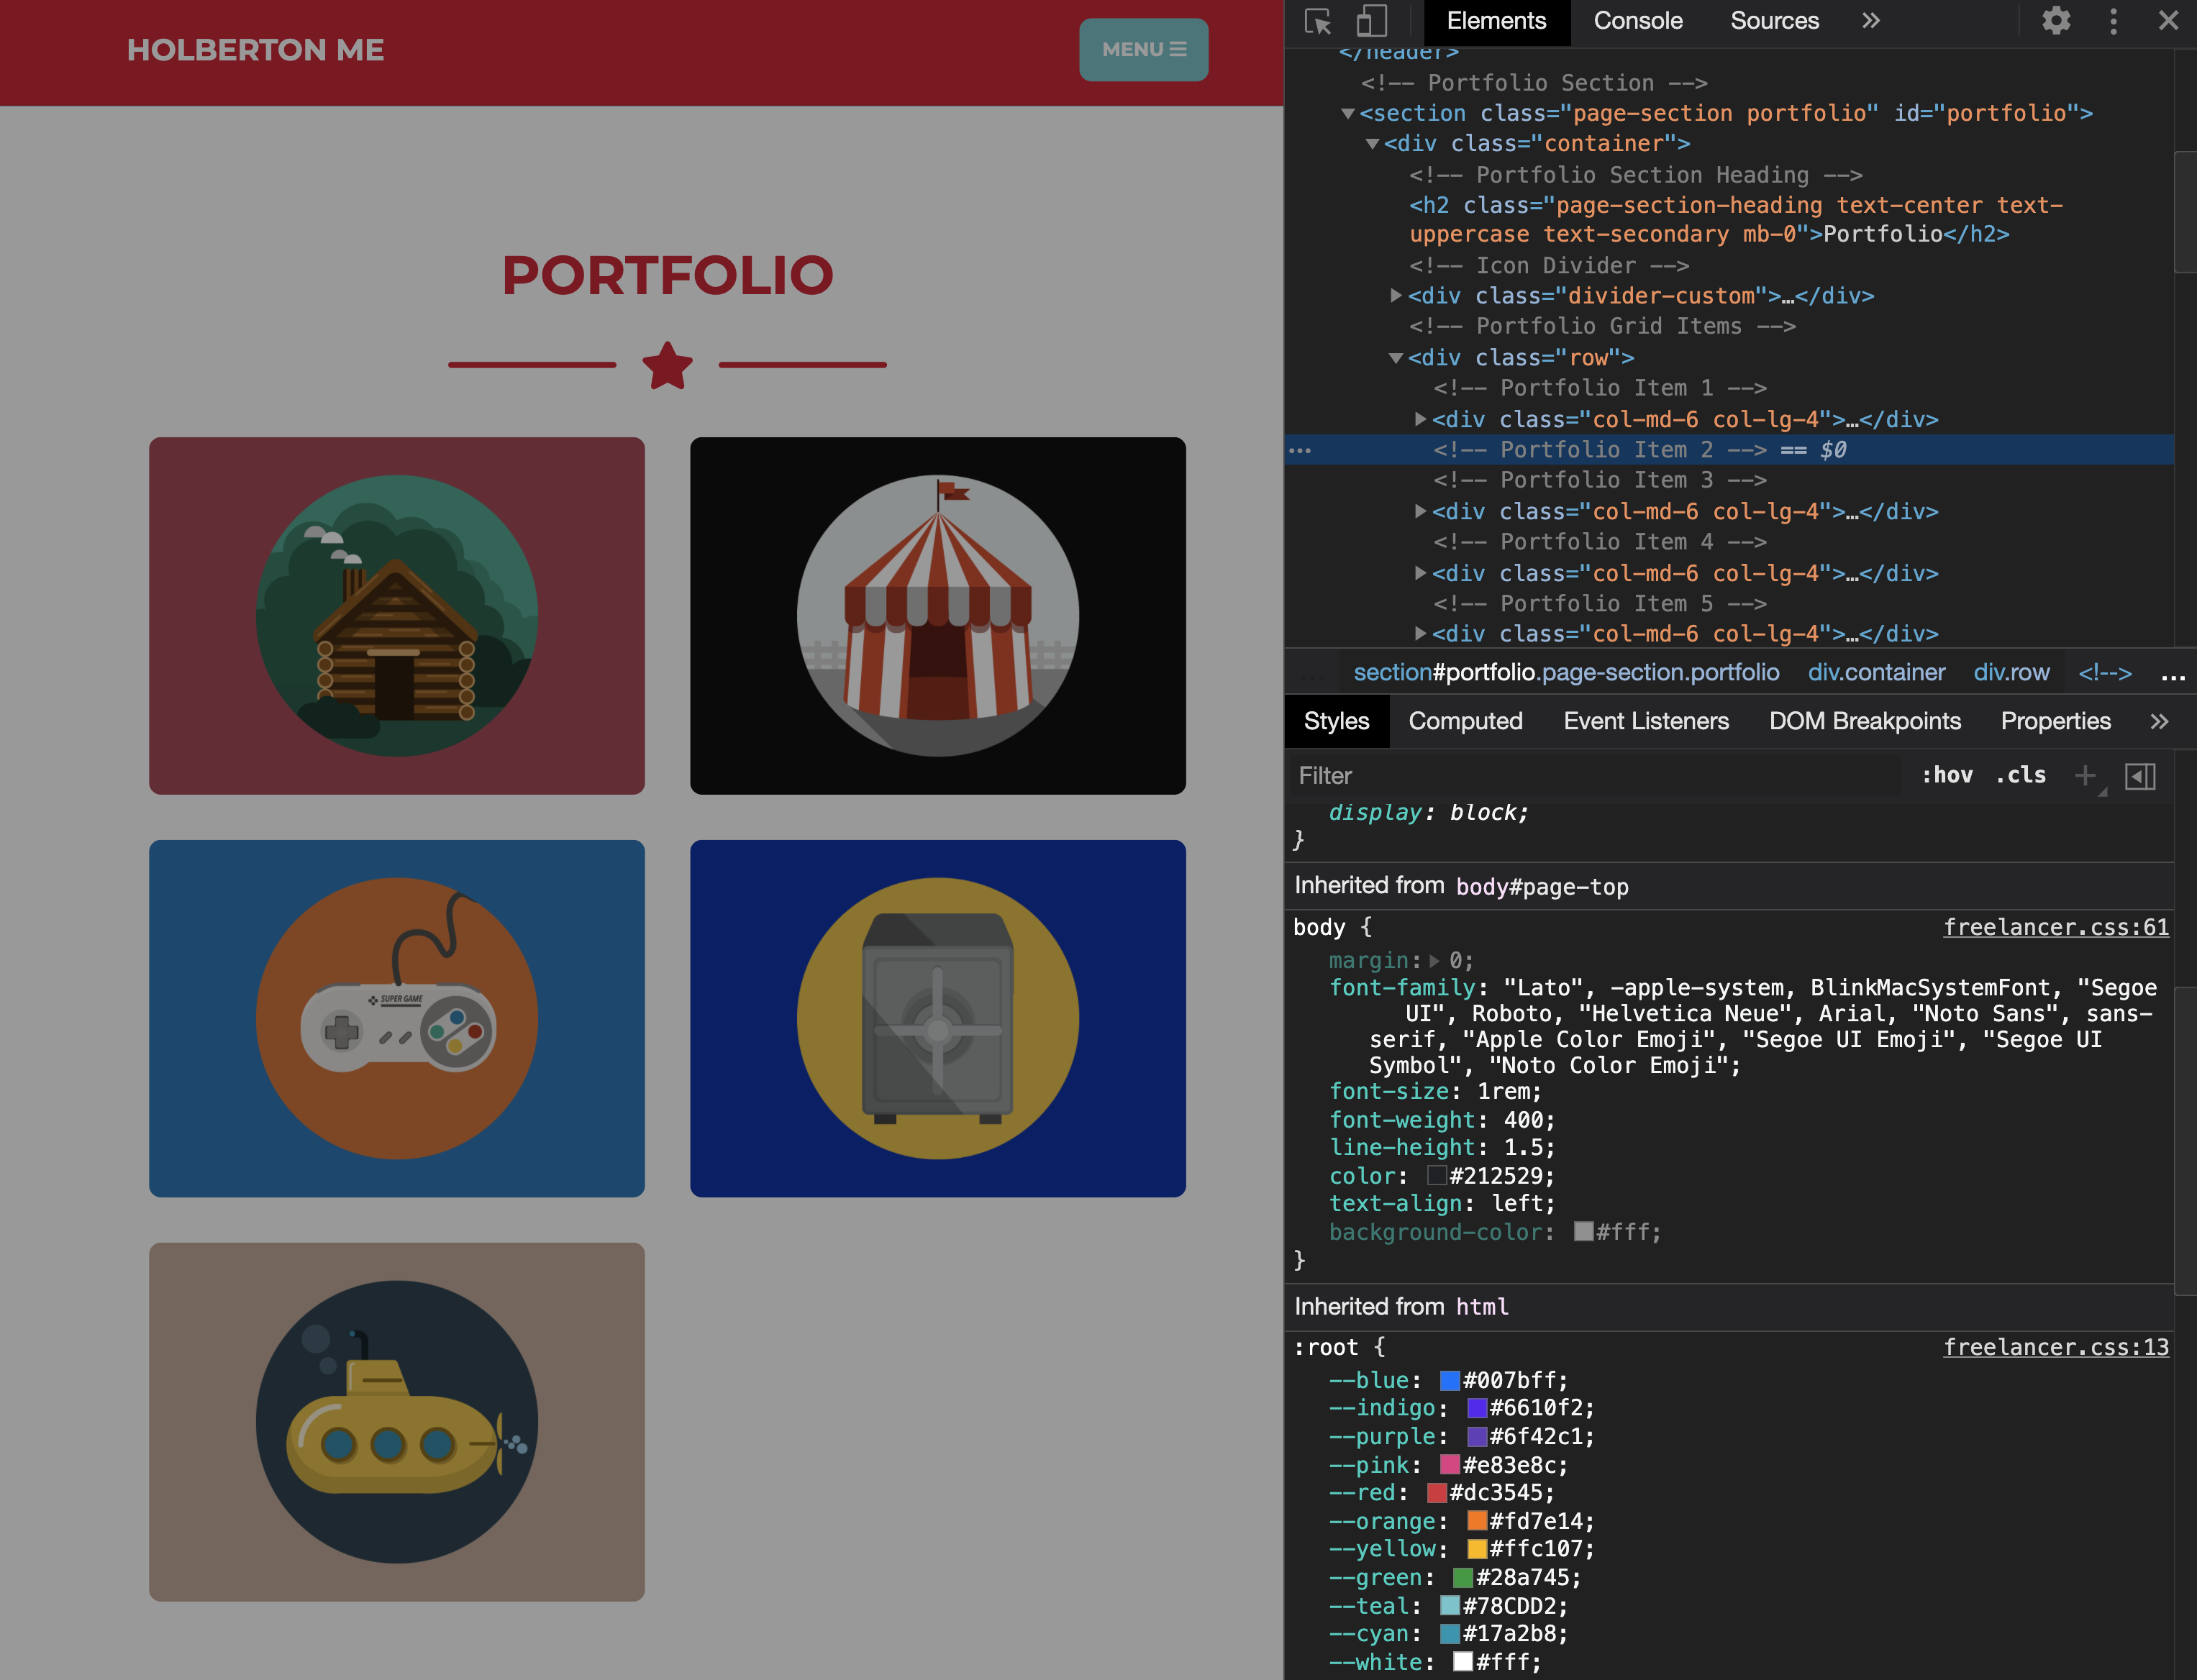 HOLBERTON ME
MENU
PORTFOLIO
SUPER GAME
Elements Console Sources »
</header>
<!-- Portfolio Section -->
<section class="page-section portfolio" id="portfolio">
<div class="container">
<!-- Portfolio Section Heading -->
<h2 class="page-section-heading text-center text-
uppercase text-secondary mb-0">Portfolio</h2>
<!-- Icon Divider -->
<div class="divider-custom">…</div>
<!-- Portfolio Grid Items -->
<div class="row">
<!-- Portfolio Item 1 -->
<div class="col-md-6 col-lg-4">…</div>
<!-- Portfolio Item 2 --> == $0
<!-- Portfolio Item 3 -->
<div class="col-md-6 col-lg-4">…</div>
<!-- Portfolio Item 4 -->
<div class="col-md-6 col-lg-4">…</div>
<!-- Portfolio Item 5 -->
<div class="col-md-6 col-lg-4">…</div>
... section#portfolio.page-section.portfolio div.container div.row <!--> ...
Styles Computed Event Listeners DOM Breakpoints Properties »
Filter :hov .cls +
display: block;
}
Inherited from body#page-top
body { freelancer.css:61
margin: 0;
font-family: "Lato", -apple-system, BlinkMacSystemFont, "Segoe
UI", Roboto, "Helvetica Neue", Arial, "Noto Sans", sans-
serif, "Apple Color Emoji", "Segoe UI Emoji", "Segoe UI
Symbol", "Noto Color Emoji";
font-size: 1rem;
font-weight: 400;
line-height: 1.5;
color: #212529;
text-align: left;
background-color: #fff;
}
Inherited from html
:root { freelancer.css:13
--blue: #007bff;
--indigo: #6610f2;
--purple: #6f42c1;
--pink: #e83e8c;
--red: #dc3545;
--orange: #fd7e14;
--yellow: #ffc107;
--green: #28a745;
--teal: #78CDD2;
--cyan: #17a2b8;
--white: #fff;